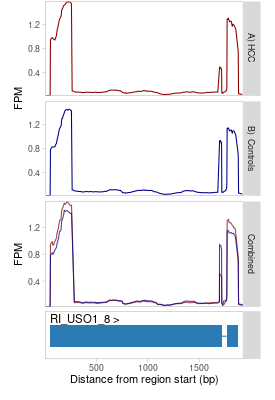 A) HCC
1.2
0.8
0.4
FPM
B) Controls
1.2
0.8
0.4
Combined
1.2
0.8
0.4
FPM
RI_USO1_8 >
500 1000 1500
Distance from region start (bp)